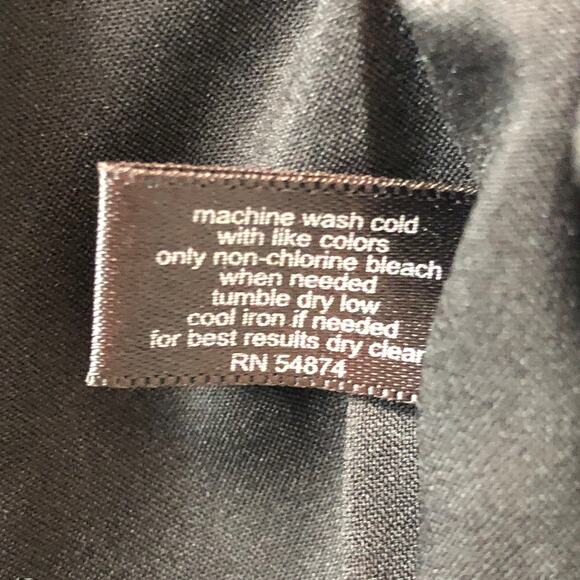 machine wash cold
with like colors
only non-chlorine bleach
when needed
tumble dry low
cool iron if needed
for best results dry clean
RN 54874